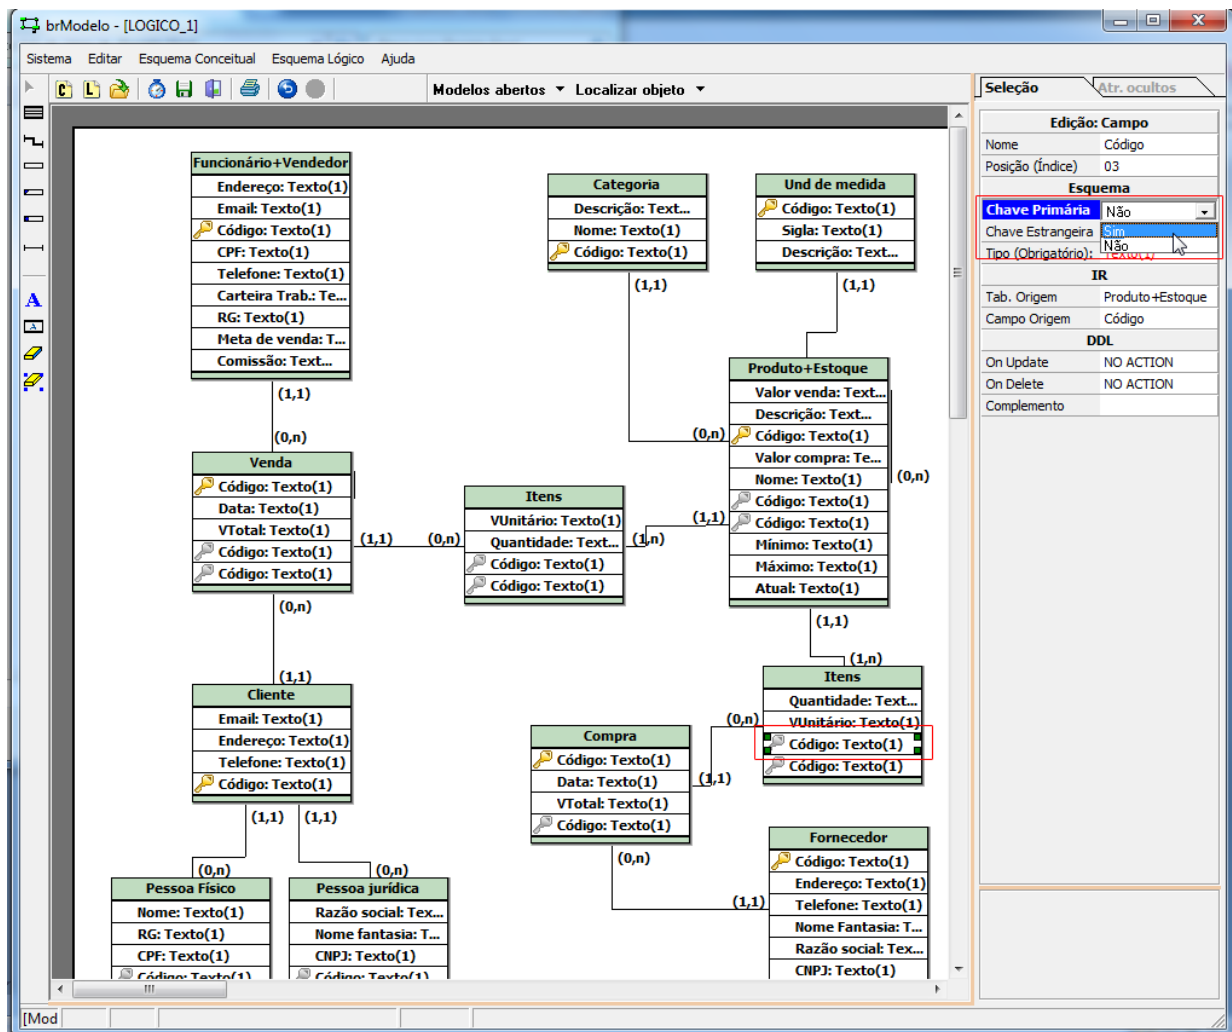 brModelo - [LOGICO_1]
Sistema Editar Esquema Conceitual Esquema Lógico Ajuda
Modelos abertos Localizar objeto
Funcionário+Vendedor
Endereço: Texto(1)
Email: Texto(1)
Código: Texto(1)
CPF: Texto(1)
Telefone: Texto(1)
Carteira Trab.: Te...
RG: Texto(1)
Meta de venda: T...
Comissão: Text...
(1,1)
(0,n)
Categoria
Descrição: Text...
Nome: Texto(1)
Código: Texto(1)
(1,1)
Und de medida
Código: Texto(1)
Sigla: Texto(1)
Descrição: Text...
(1,1)
Produto+Estoque
Valor venda: Text...
Descrição: Text...
Código: Texto(1)
Valor compra: Te...
Nome: Texto(1)
Código: Texto(1)
Código: Texto(1)
Mínimo: Texto(1)
Máximo: Texto(1)
Atual: Texto(1)
(0,n)
(0,n)
(1,1)
(1,1)
(1,n)
Venda
Código: Texto(1)
Data: Texto(1)
VTotal: Texto(1)
Código: Texto(1)
Código: Texto(1)
(1,1)
(0,n)
(0,n)
(1,1)
Itens
VUnitário: Texto(1)
Quantidade: Text...
Código: Texto(1)
Código: Texto(1)
(1,n)
Cliente
Email: Texto(1)
Endereço: Texto(1)
Telefone: Texto(1)
Código: Texto(1)
(1,1) (1,1)
(0,n) (0,n)
Pessoa Físico
Nome: Texto(1)
RG: Texto(1)
CPF: Texto(1)
Código: Texto(1)
Pessoa jurídica
Razão social: Tex...
Nome fantasia: T...
CNPJ: Texto(1)
Código: Texto(1)
Compra
Código: Texto(1)
Data: Texto(1)
VTotal: Texto(1)
Código: Texto(1)
(1,1)
(0,n)
(0,n)
(1,1)
Itens
Quantidade: Text...
VUnitário: Texto(1)
Código: Texto(1)
Código: Texto(1)
Fornecedor
Código: Texto(1)
Endereço: Texto(1)
Telefone: Texto(1)
Nome Fantasia: T...
Razão social: Tex...
CNPJ: Texto(1)
Seleção Atr. ocultos
Edição: Campo
Nome Código
Posição (Índice) 03
Esquema
Chave Primária Não
Chave Estrangeira Sim
Não
Tipo (Obrigatório): Texto(1)
IR
Tab. Origem Produto+Estoque
Campo Origem Código
DDL
On Update NO ACTION
On Delete NO ACTION
Complemento
[Mod